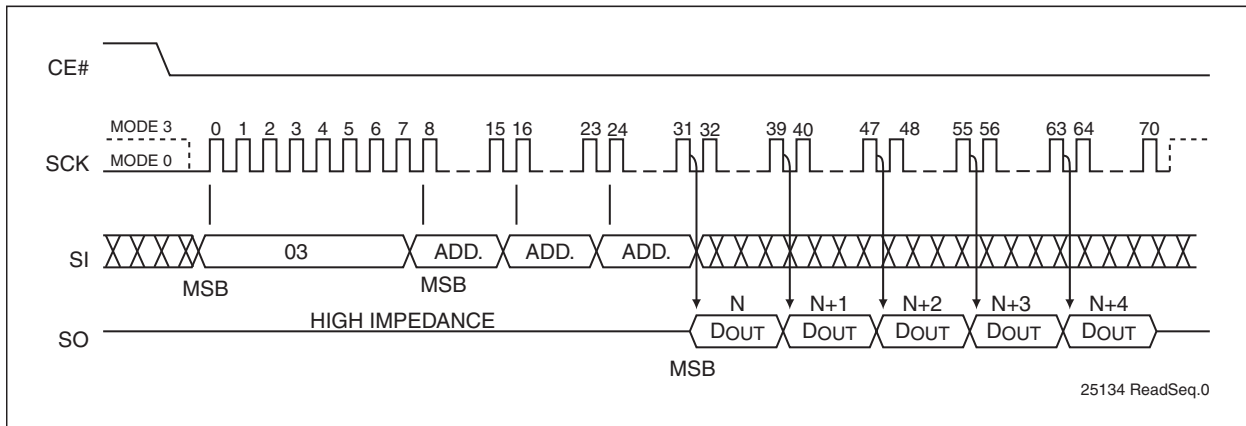 CE#
MODE 3
0 1 2 3 4 5 6 7 8 15 16 23 24 31 32 39 40 47 48 55 56 63 64 70
SCK
MODE 0
SI
03 ADD. ADD. ADD.
MSB MSB
N N+1 N+2 N+3 N+4
HIGH IMPEDANCE
SO
DOUT DOUT DOUT DOUT DOUT
MSB
25134 ReadSeq.0